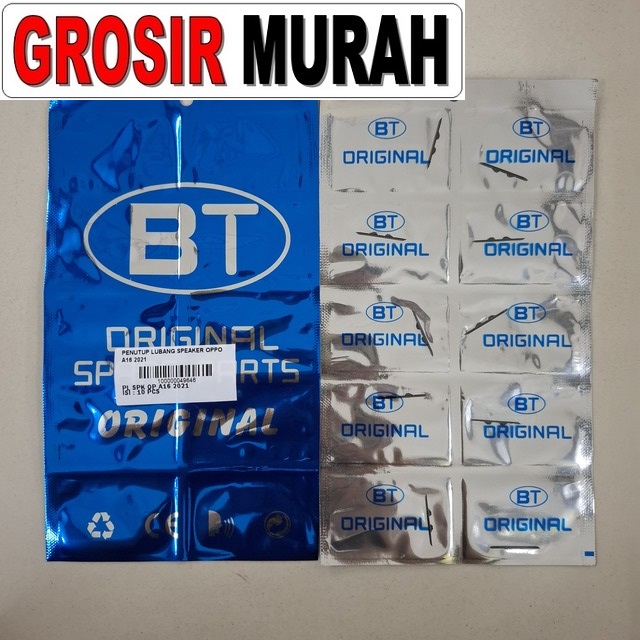 GROSIR MURAH
BT
ORIGINAL
SPARE PARTS
ORIGINAL
PENUTUP LUBANG SPEAKER OPPO
A16 2021
100000049646
PL SPK OP A16 2021
ISI : 10 PCS
CE
BT
ORIGINAL
BT
ORIGINAL
BT
ORIGINAL
BT
ORIGINAL
BT
ORIGINAL
BT
ORIGINAL
BT
ORIGINAL
BT
ORIGINAL
BT
ORIGINAL
BT
ORIGINAL